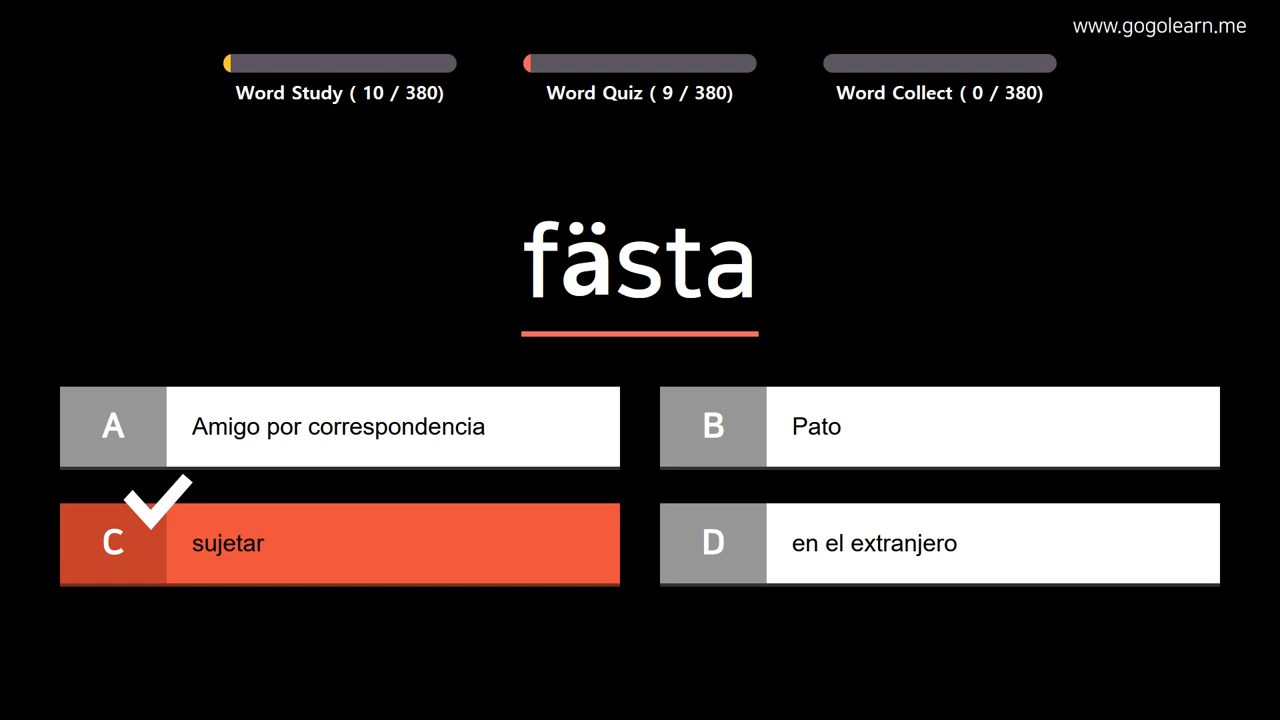 www.gogolearn.me
Word Study ( 10 / 380)
Word Quiz ( 9 / 380)
Word Collect ( 0 / 380)
fästa
A
Amigo por correspondencia
B
Pato
C
sujetar
D
en el extranjero